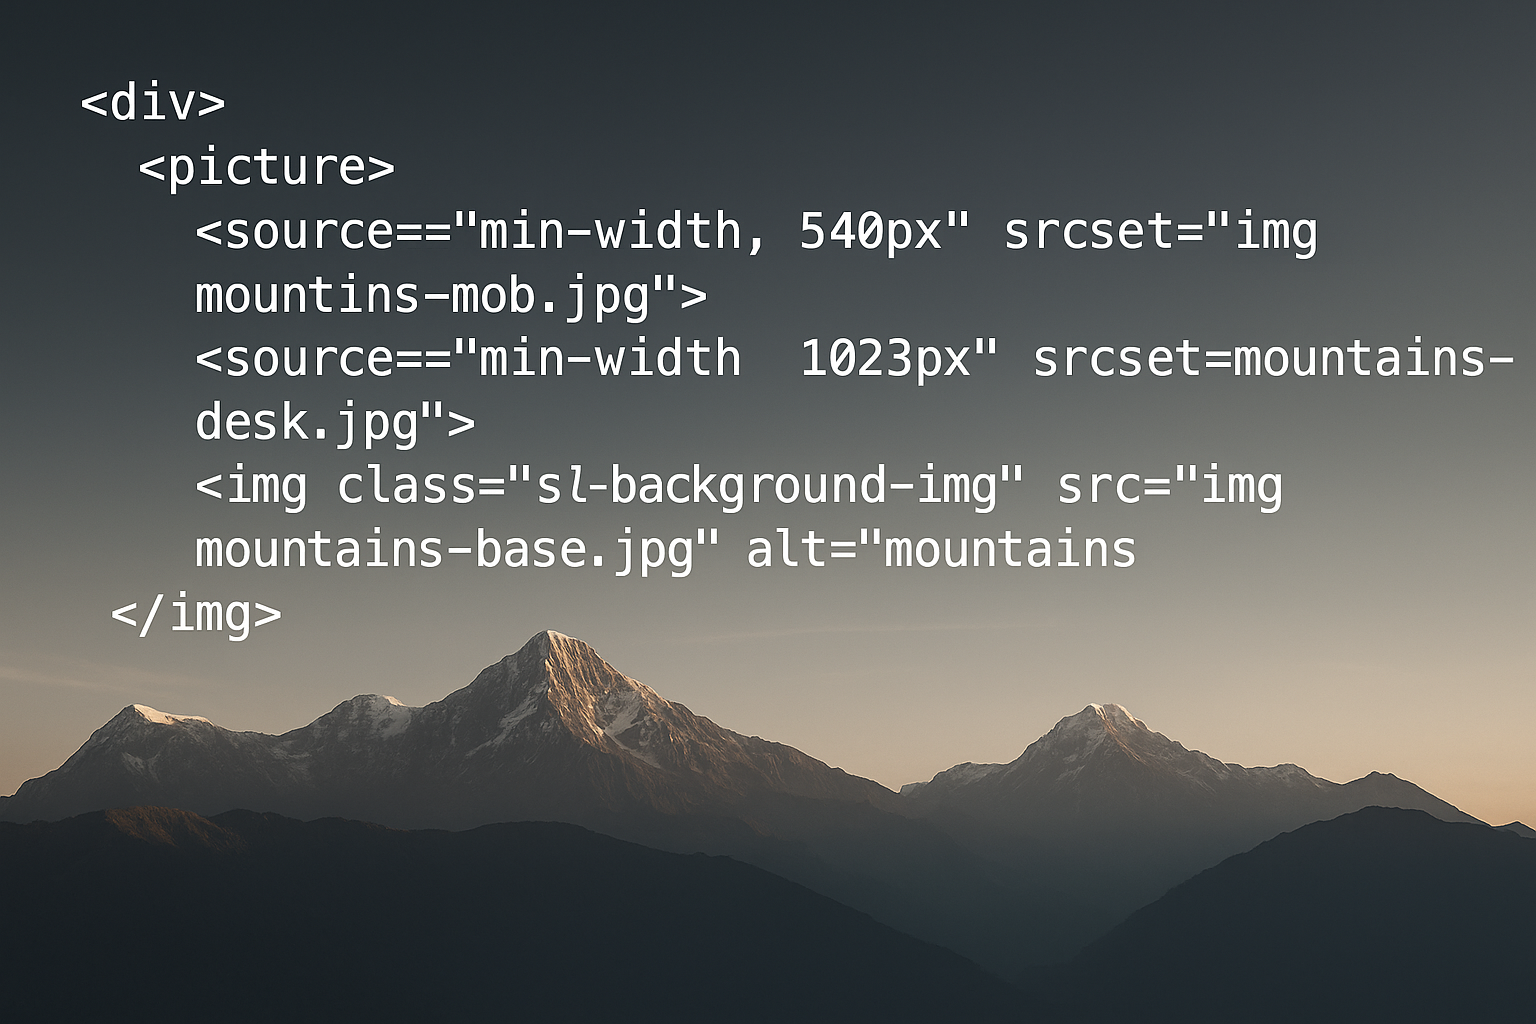 <div>
<picture>
<source=="min-width, 540px" srcset="img
mountins-mob.jpg">
<source=="min-width  1023px" srcset=mountains-
desk.jpg">
<img class="sl-background-img" src="img
mountains-base.jpg" alt="mountains
</img>